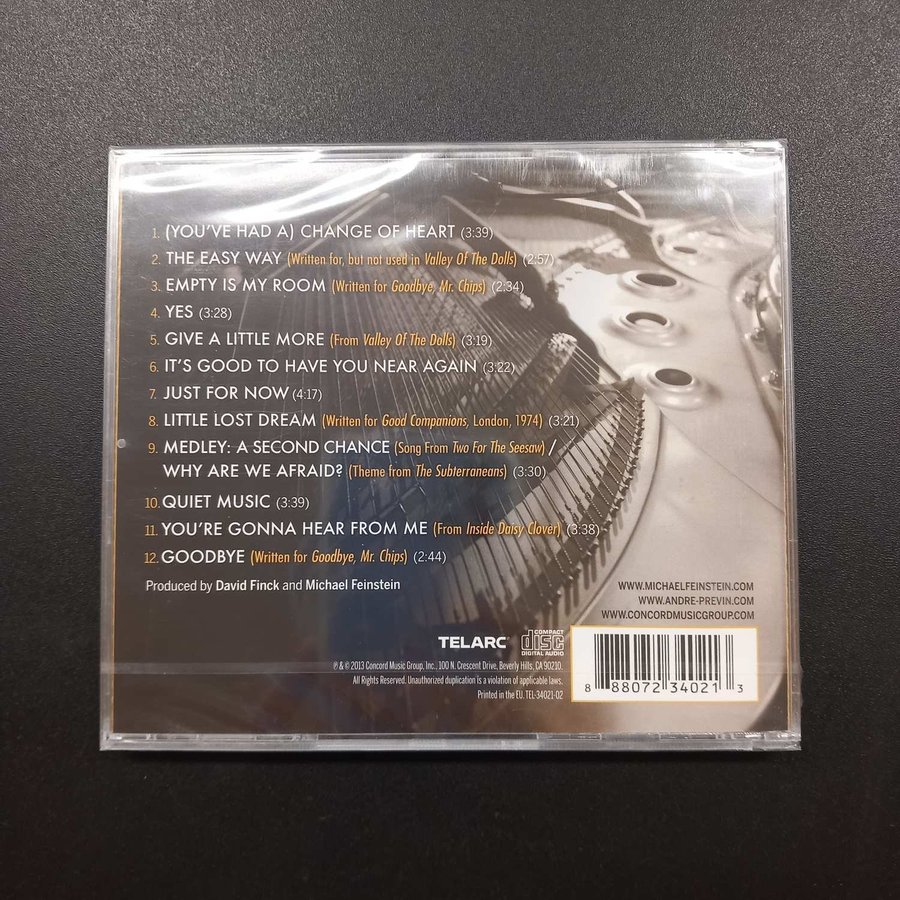 1. (YOU'VE HAD A) CHANGE OF HEART (3:39)
2. THE EASY WAY (Written for, but not used in Valley Of The Dolls) (2:57)
3. EMPTY IS MY ROOM (Written for Goodbye, Mr. Chips) (2:34)
4. YES (3:28)
5. GIVE A LITTLE MORE (From Valley Of The Dolls) (3:19)
6. IT'S GOOD TO HAVE YOU NEAR AGAIN (3:22)
7. JUST FOR NOW (4:17)
8. LITTLE LOST DREAM (Written for Good Companions, London, 1974) (3:21)
9. MEDLEY: A SECOND CHANCE (Song From Two For The Seesaw) /
WHY ARE WE AFRAID? (Theme from The Subterraneans) (3:30)
10. QUIET MUSIC (3:39)
11. YOU'RE GONNA HEAR FROM ME (From Inside Daisy Clover) (3:38)
12. GOODBYE (Written for Goodbye, Mr. Chips) (2:44)
Produced by David Finck and Michael Feinstein
WWW.MICHAELFEINSTEIN.COM
WWW.ANDRE-PREVIN.COM
WWW.CONCORDMUSICGROUP.COM
TELARC COMPACT disc DIGITAL AUDIO
℗ & © 2013 Concord Music Group, Inc., 100 N. Crescent Drive, Beverly Hills, CA 90210.
All Rights Reserved. Unauthorized duplication is a violation of applicable laws.
Printed in the EU. TEL-34021-02
8 88072 34021 3